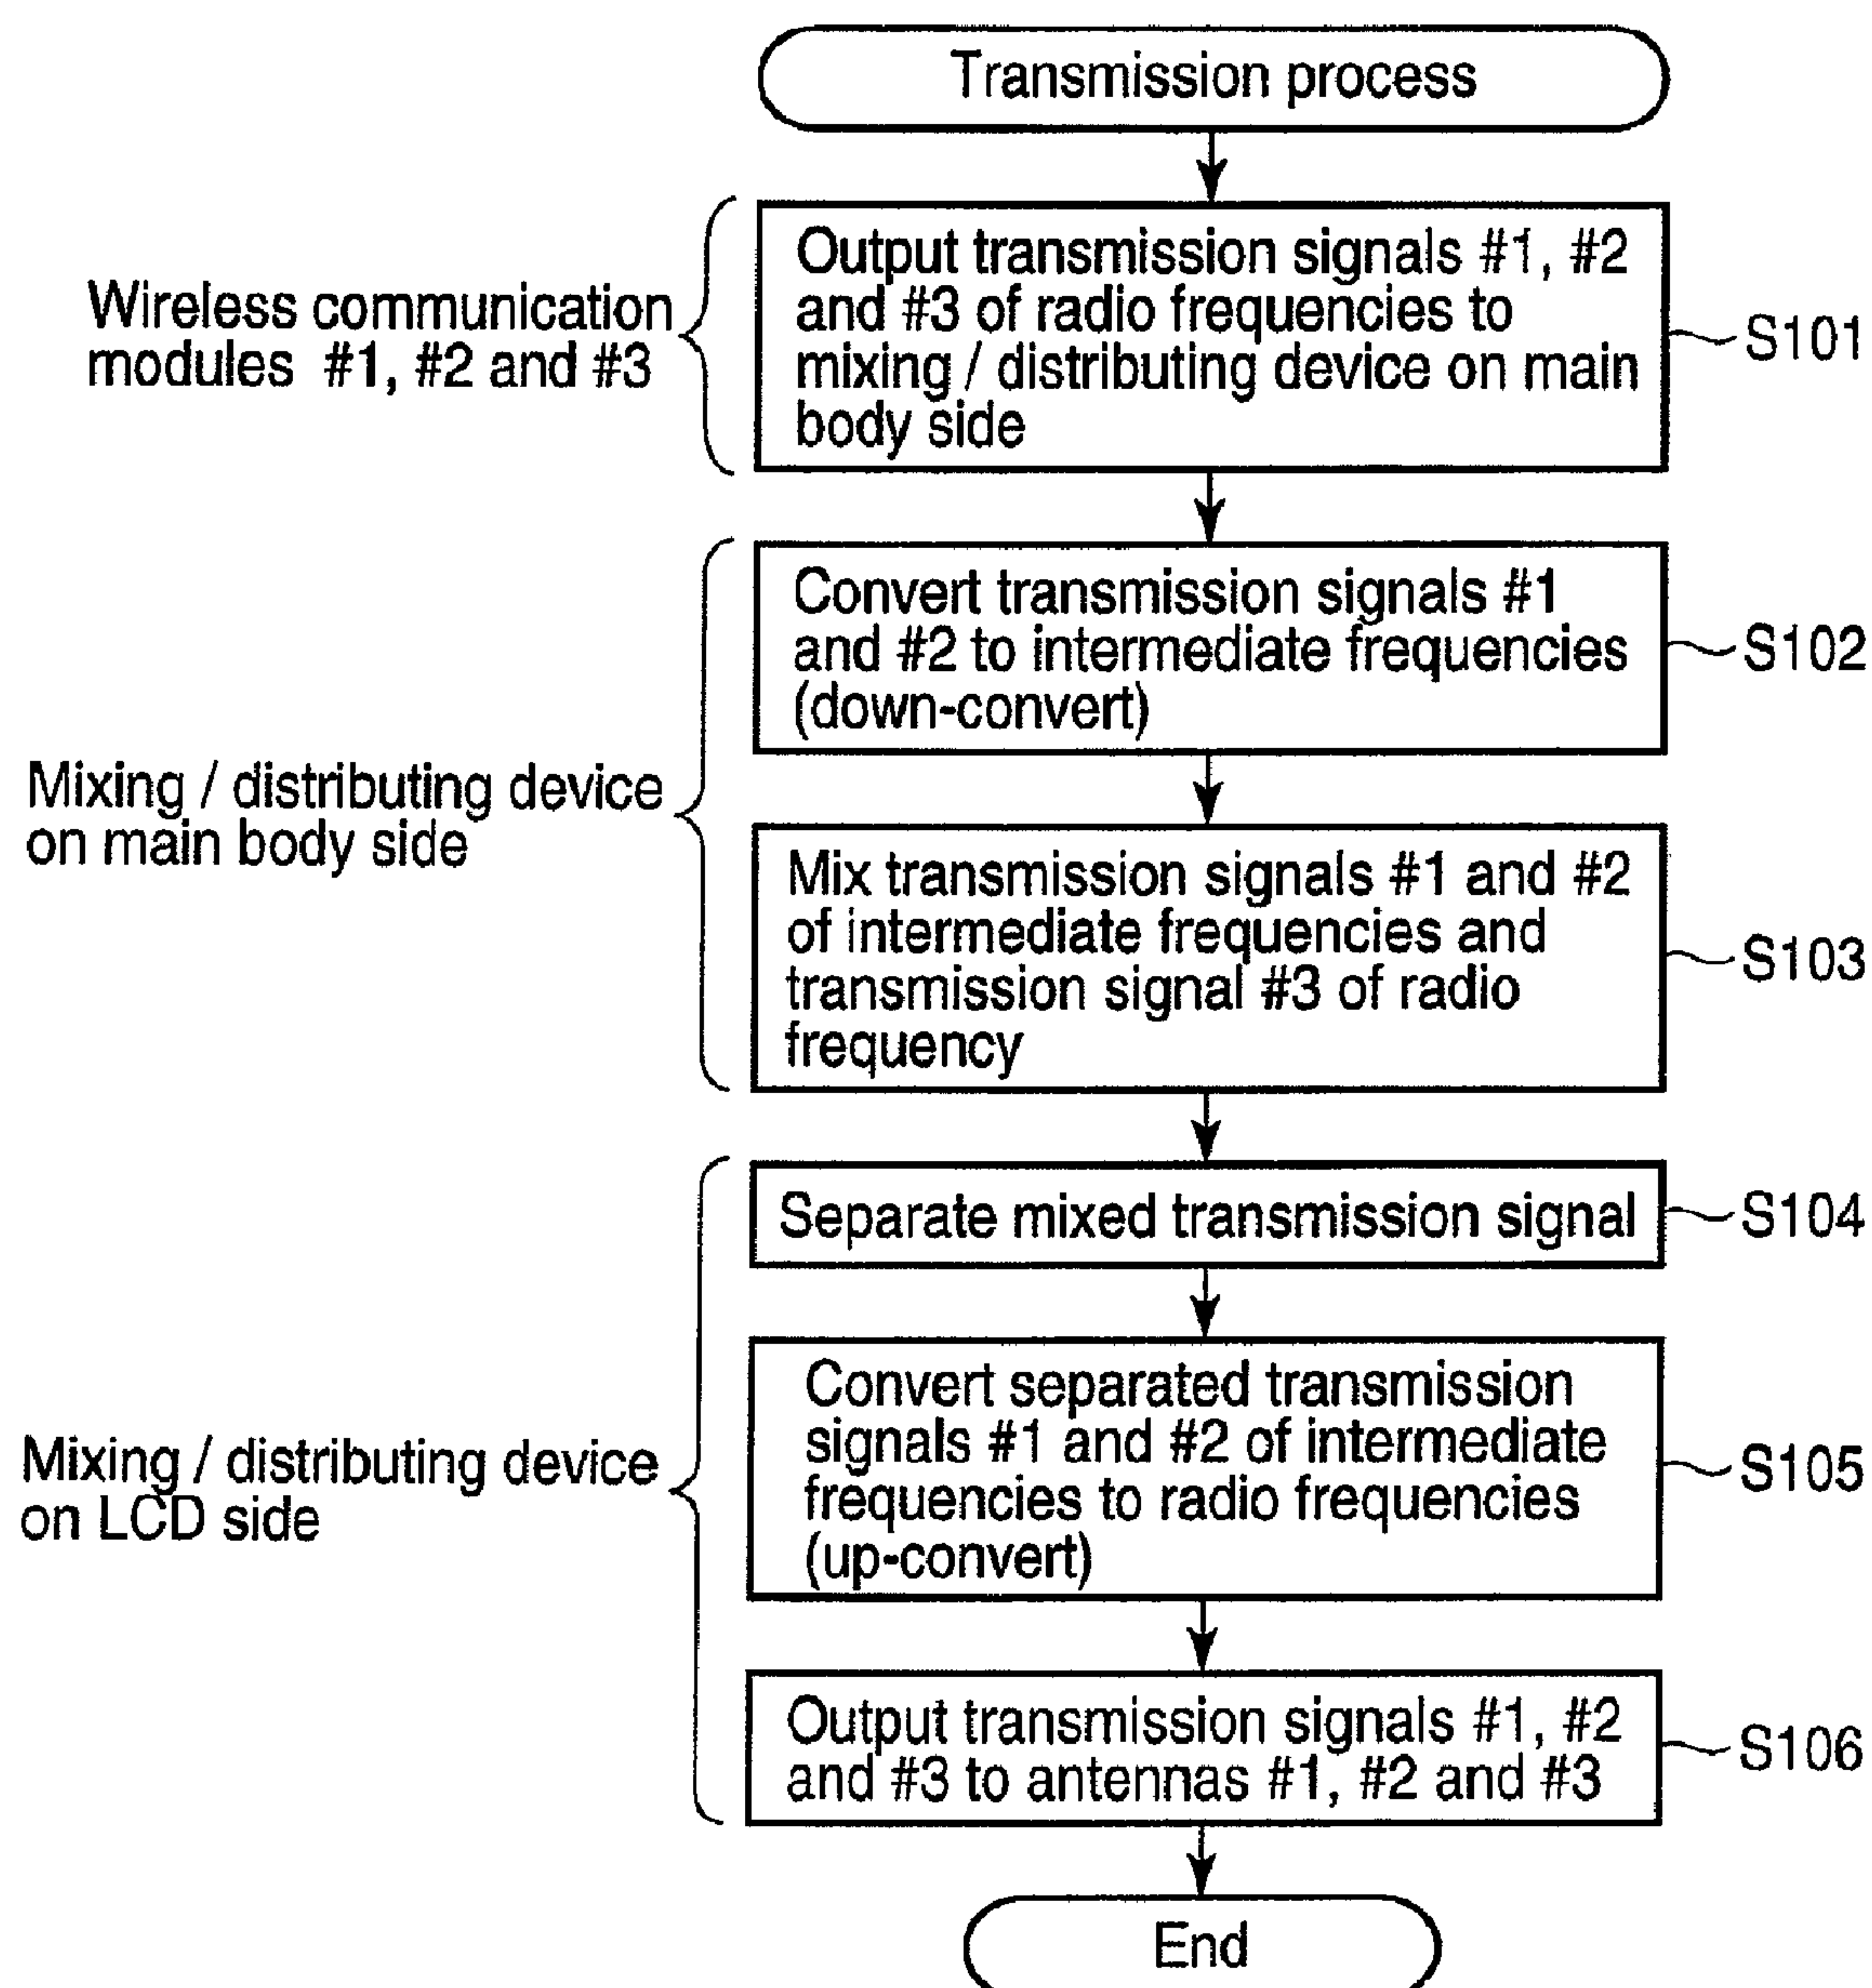 Transmission process
Wireless communication
modules #1, #2 and #3
Output transmission signals #1, #2
and #3 of radio frequencies to
mixing / distributing device on main
body side
S101
Mixing / distributing device
on main body side
Convert transmission signals #1
and #2 to intermediate frequencies
(down-convert)
S102
Mix transmission signals #1 and #2
of intermediate frequencies and
transmission signal #3 of radio
frequency
S103
Mixing / distributing device
on LCD side
Separate mixed transmission signal
S104
Convert separated transmission
signals #1 and #2 of intermediate
frequencies to radio frequencies
(up-convert)
S105
Output transmission signals #1, #2
and #3 to antennas #1, #2 and #3
S106
End